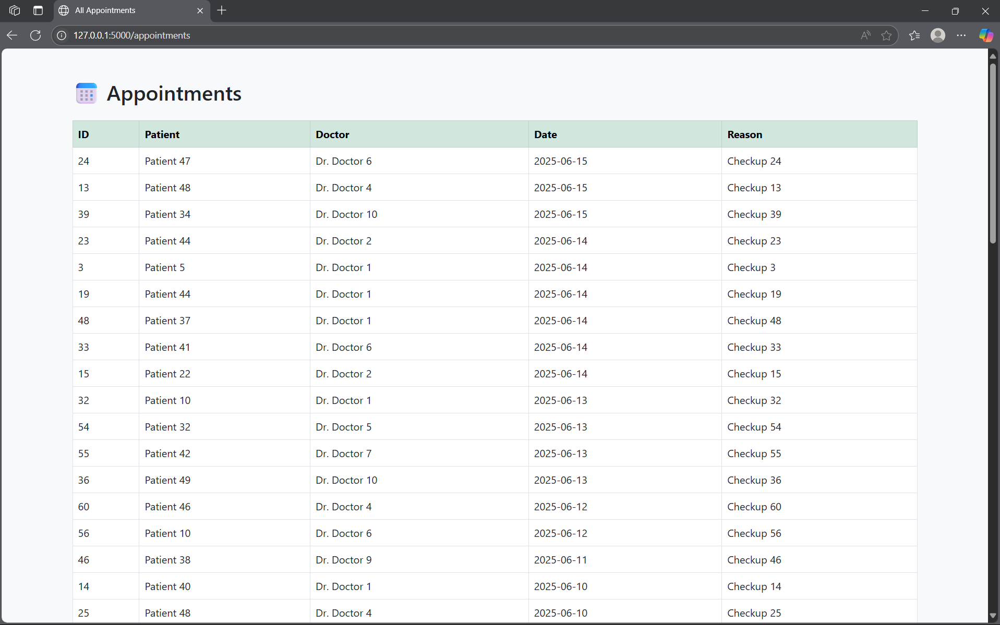 All Appointments
127.0.0.1:5000/appointments
Appointments
ID Patient Doctor Date Reason
24 Patient 47 Dr. Doctor 6 2025-06-15 Checkup 24
13 Patient 48 Dr. Doctor 4 2025-06-15 Checkup 13
39 Patient 34 Dr. Doctor 10 2025-06-15 Checkup 39
23 Patient 44 Dr. Doctor 2 2025-06-14 Checkup 23
3 Patient 5 Dr. Doctor 1 2025-06-14 Checkup 3
19 Patient 44 Dr. Doctor 1 2025-06-14 Checkup 19
48 Patient 37 Dr. Doctor 1 2025-06-14 Checkup 48
33 Patient 41 Dr. Doctor 6 2025-06-14 Checkup 33
15 Patient 22 Dr. Doctor 2 2025-06-14 Checkup 15
32 Patient 10 Dr. Doctor 1 2025-06-13 Checkup 32
54 Patient 32 Dr. Doctor 5 2025-06-13 Checkup 54
55 Patient 42 Dr. Doctor 7 2025-06-13 Checkup 55
36 Patient 49 Dr. Doctor 10 2025-06-13 Checkup 36
60 Patient 46 Dr. Doctor 4 2025-06-12 Checkup 60
56 Patient 10 Dr. Doctor 6 2025-06-12 Checkup 56
46 Patient 38 Dr. Doctor 9 2025-06-11 Checkup 46
14 Patient 40 Dr. Doctor 1 2025-06-10 Checkup 14
25 Patient 48 Dr. Doctor 4 2025-06-10 Checkup 25